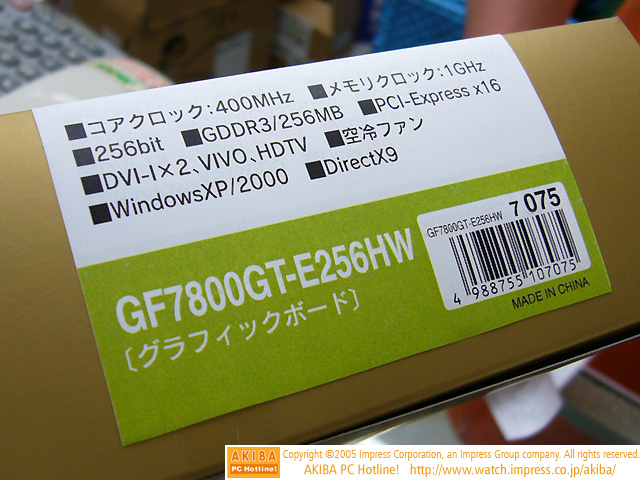 ■コアクロック:400MHz ■メモリクロック:1GHz
■256bit ■GDDR3/256MB ■PCI-Express x16
■DVI-I×2、VIVO、HDTV ■空冷ファン
■WindowsXP/2000 ■DirectX9
GF7800GT-E256HW
〔グラフィックボード〕
GF7800GT-E256HW 7 075
4 988755 107075
MADE IN CHINA
AKIBA
PC Hotline!
Copyright ©2005 Impress Corporation, an Impress Group company. All rights reserved.
AKIBA PC Hotline! http://www.watch.impress.co.jp/akiba/